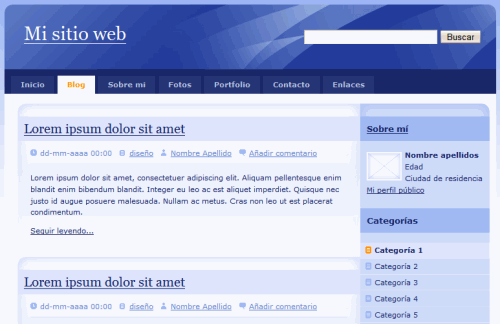 Mi sitio web
Buscar
Inicio Blog Sobre mi Fotos Portfolio Contacto Enlaces
Lorem ipsum dolor sit amet
dd-mm-aaaa 00:00 diseño Nombre Apellido Añadir comentario
Lorem ipsum dolor sit amet, consectetuer adipiscing elit. Aliquam pellentesque enim
blandit enim bibendum blandit. Integer eu leo ac est aliquet imperdiet. Quisque nec
justo id augue posuere malesuada. Nullam ac metus. Cras non leo ut est placerat
condimentum.
Seguir leyendo...
Lorem ipsum dolor sit amet
dd-mm-aaaa 00:00 diseño Nombre Apellido Añadir comentario
Sobre mí
Nombre apellidos
Edad
Ciudad de residencia
Mi perfil público
Categorías
Categoría 1
Categoría 2
Categoría 3
Categoría 4
Categoría 5